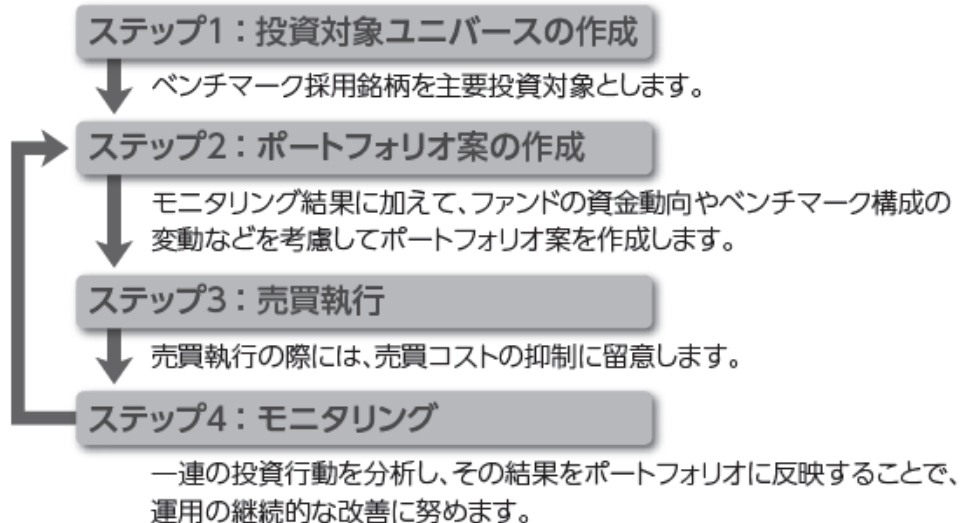 ステップ1：投資対象ユニバースの作成
ベンチマーク採用銘柄を主要投資対象とします。
ステップ2：ポートフォリオ案の作成
モニタリング結果に加えて、ファンドの資金動向やベンチマーク構成の
変動などを考慮してポートフォリオ案を作成します。
ステップ3：売買執行
売買執行の際には、売買コストの抑制に留意します。
ステップ4：モニタリング
一連の投資行動を分析し、その結果をポートフォリオに反映することで、
運用の継続的な改善に努めます。